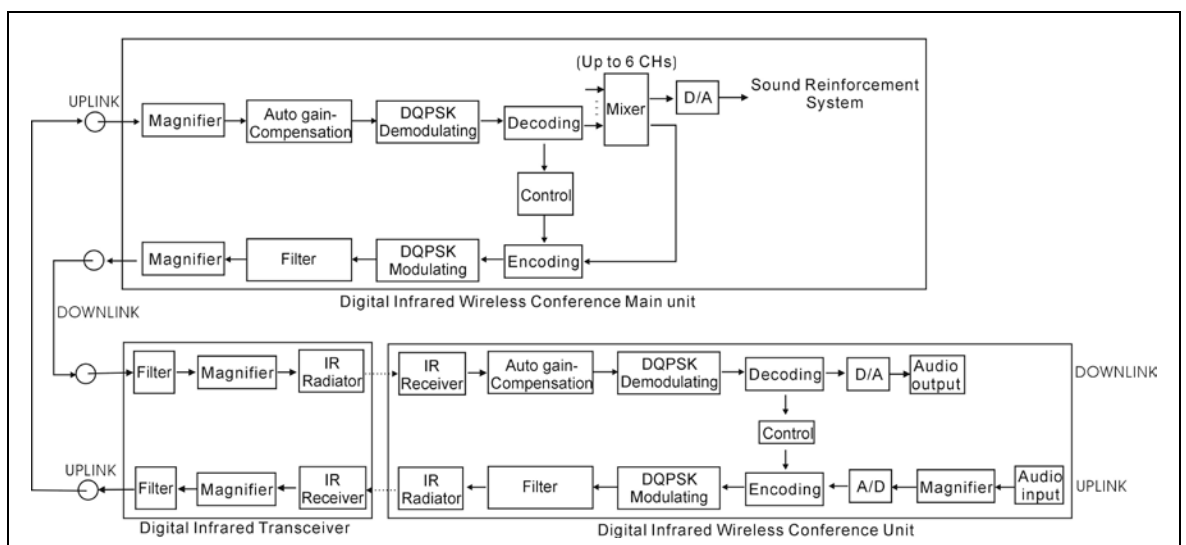 (Up to 6 CHs)
UPLINK
Magnifier
Auto gain-
Compensation
DQPSK
Demodulating
Decoding
Mixer
D/A
Sound Reinforcement
System
Control
Magnifier
Filter
DQPSK
Modulating
Encoding
Digital Infrared Wireless Conference Main unit
DOWNLINK
Filter
Magnifier
IR
Radiator
IR
Receiver
Auto gain-
Compensation
DQPSK
Demodulating
Decoding
D/A
Audio
output
DOWNLINK
Control
UPLINK
Filter
Magnifier
IR
Receiver
IR
Radiator
Filter
DQPSK
Modulating
Encoding
A/D
Magnifier
Audio
input
UPLINK
Digital Infrared Transceiver
Digital Infrared Wireless Conference Unit